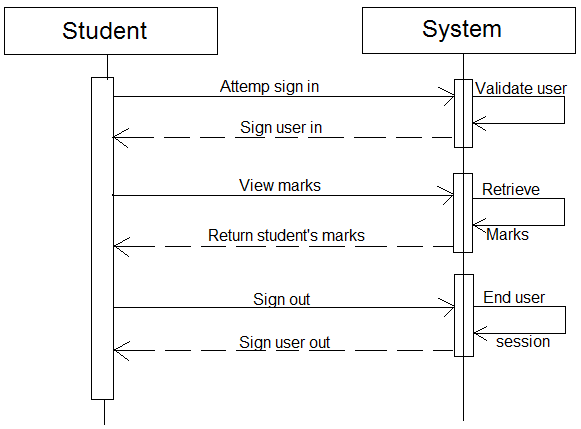 Student
System
Attemp sign in
Validate user
Sign user in
View marks
Retrieve
Marks
Return student's marks
Sign out
End user
session
Sign user out